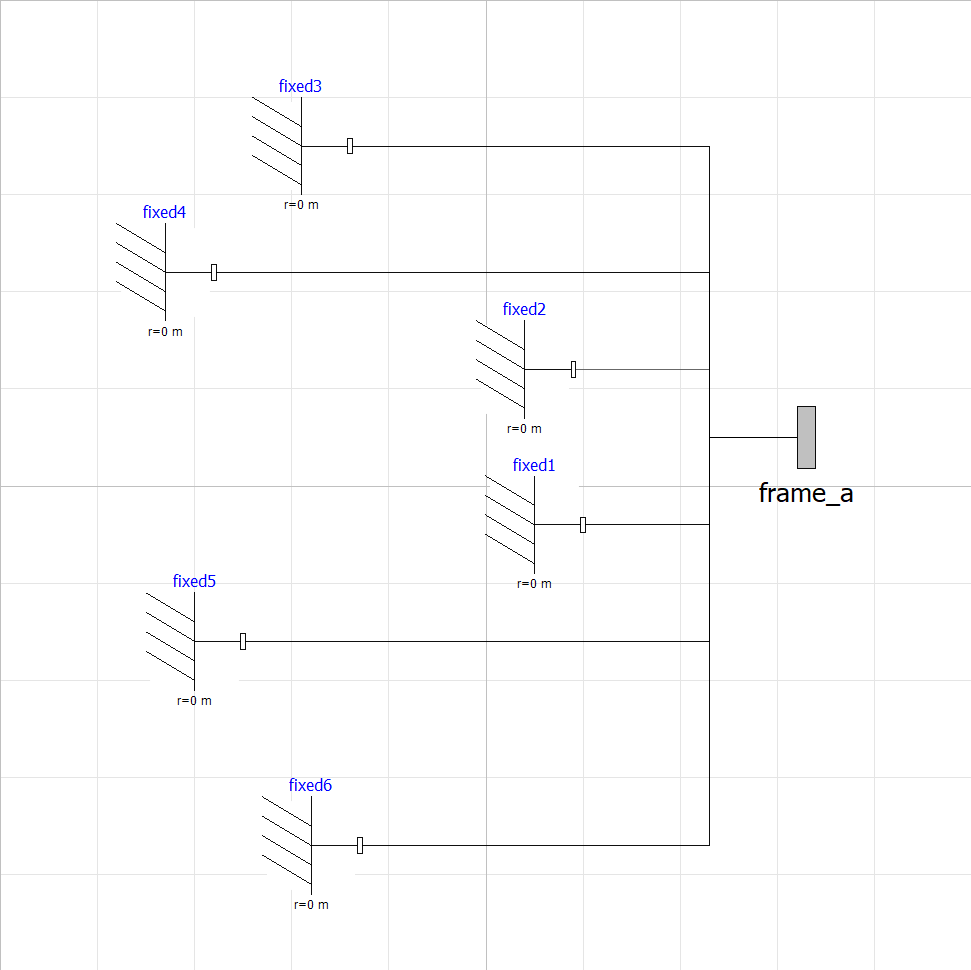 fixed3
r=0 m
fixed4
r=0 m
fixed2
r=0 m
fixed1
r=0 m
frame_a
fixed5
r=0 m
fixed6
r=0 m